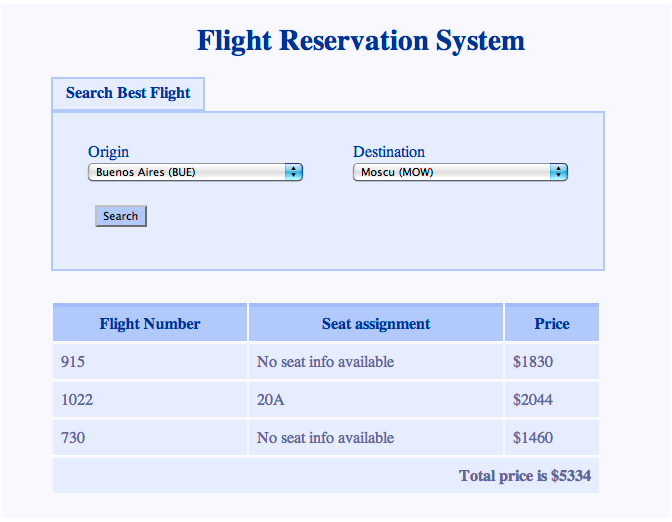 Flight Reservation System
Search Best Flight
Origin Destination
Buenos Aires (BUE) Moscu (MOW)
Search
Flight Number Seat assignment Price
915 No seat info available $1830
1022 20A $2044
730 No seat info available $1460
Total price is $5334